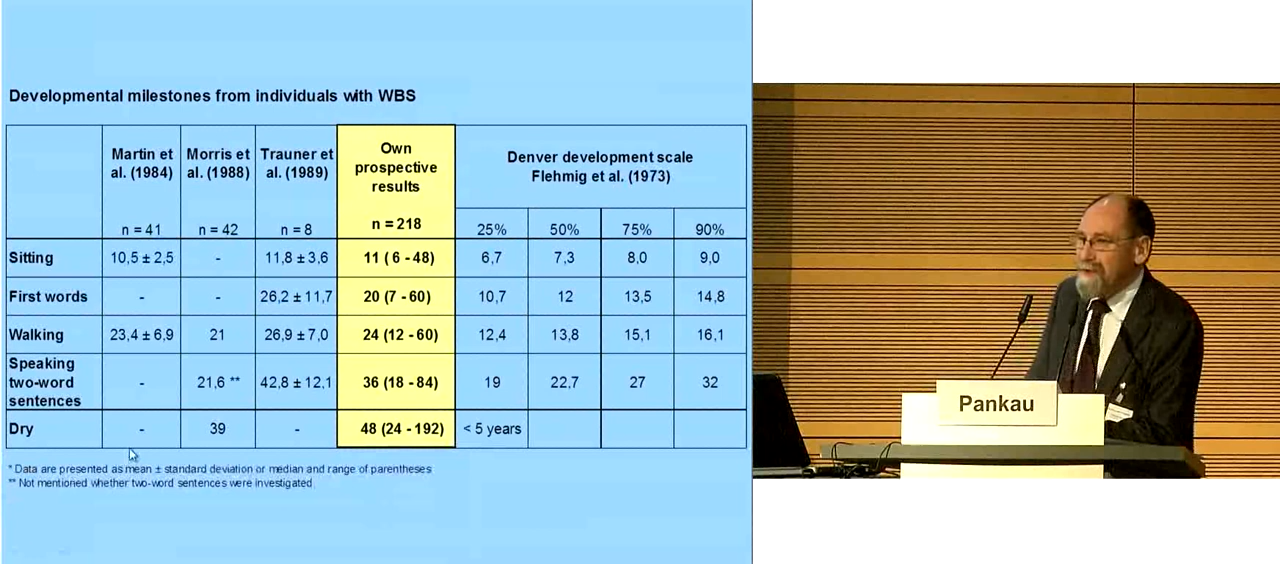 Developmental milestones from individuals with WBS
Martin et al. (1984) n = 41 Morris et al. (1988) n = 42 Trauner et al. (1989) n = 8 Own prospective results n = 218 Denver development scale Flehmig et al. (1973)
25% 50% 75% 90%
Sitting 10,5 ± 2,5 - 11,8 ± 3,6 11 ( 6 - 48) 6,7 7,3 8,0 9,0
First words - - 26,2 ± 11,7 20 (7 - 60) 10,7 12 13,5 14,8
Walking 23,4 ± 6,9 21 26,9 ± 7,0 24 (12 - 60) 12,4 13,8 15,1 16,1
Speaking two-word sentences - 21,6 ** 42,8 ± 12,1 36 (18 - 84) 19 22,7 27 32
Dry - 39 - 48 (24 - 192) < 5 years
* Data are presented as mean ± standard deviation or median and range of parentheses
** Not mentioned whether two-word sentences were investigated
Pankau